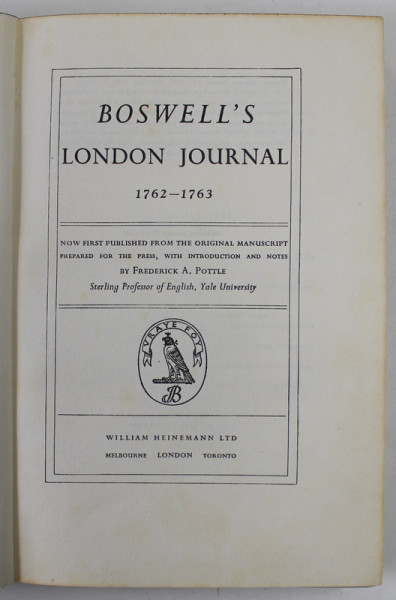 BOSWELL'S
LONDON JOURNAL
1762—1763
NOW FIRST PUBLISHED FROM THE ORIGINAL MANUSCRIPT
PREPARED FOR THE PRESS, WITH INTRODUCTION AND NOTES
BY FREDERICK A. POTTLE
Sterling Professor of English, Yale University
VRAYE FOY
JB
WILLIAM HEINEMANN LTD
MELBOURNE LONDON TORONTO